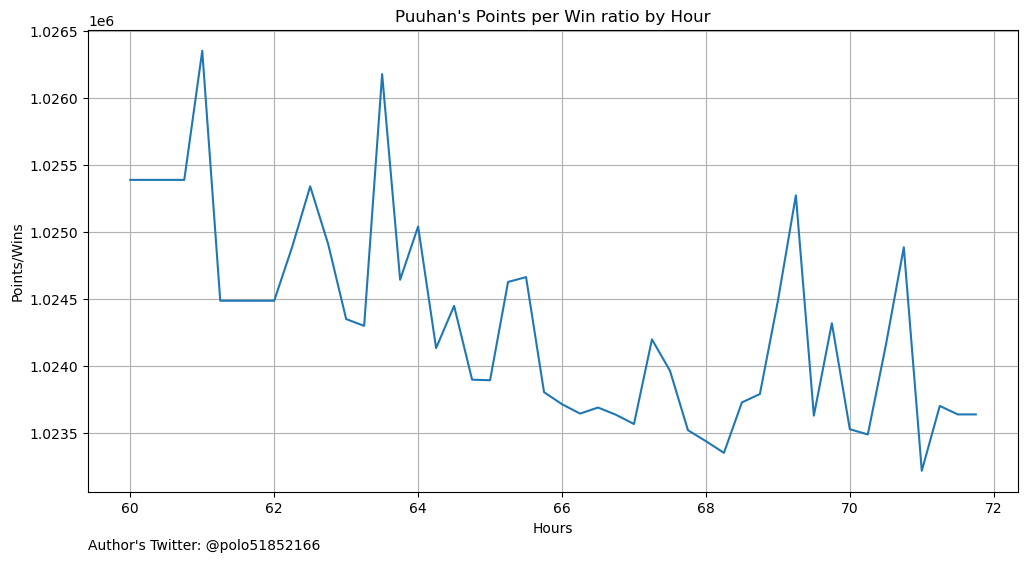 Puuhan's Points per Win ratio by Hour
1e6
1.0265
1.0260
1.0255
1.0250
1.0245
1.0240
1.0235
Points/Wins
60 62 64 66 68 70 72
Hours
Author's Twitter: @polo51852166